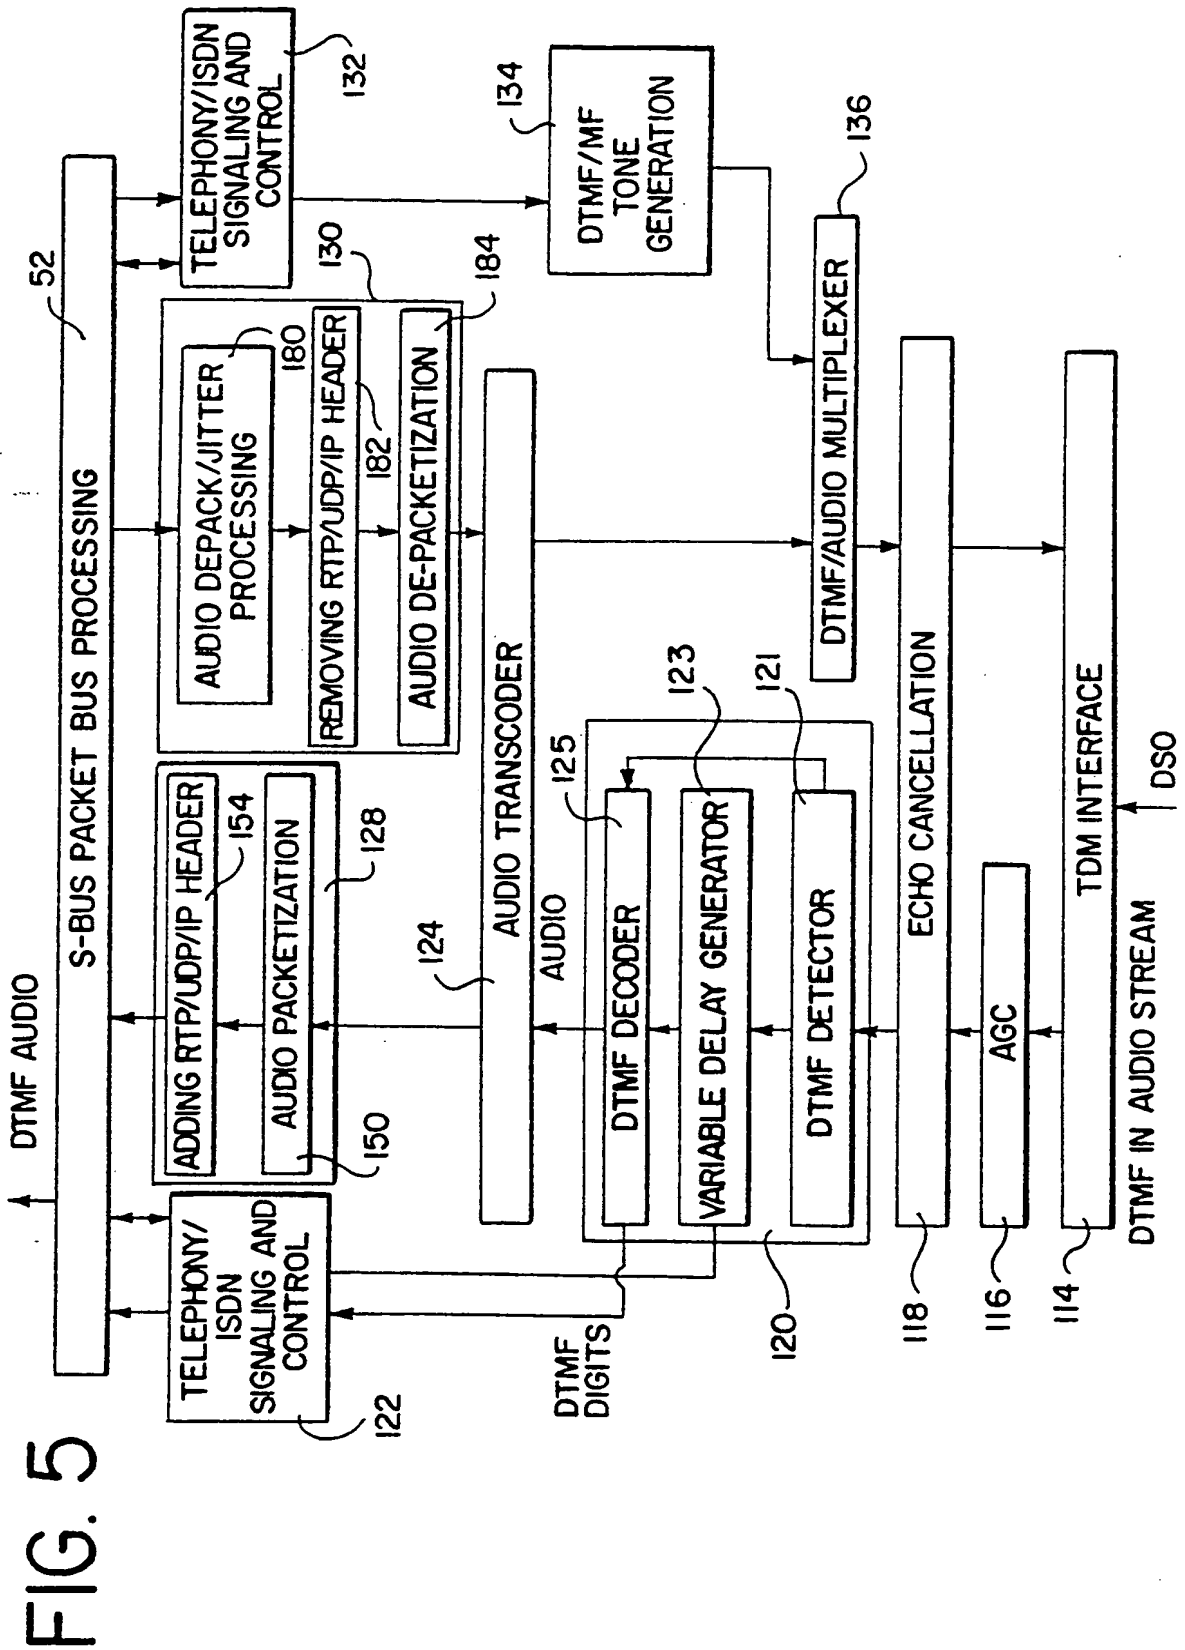 FIG. 5
DTMF AUDIO
S-BUS PACKET BUS PROCESSING
52
TELEPHONY/
ISDN
SIGNALING AND
CONTROL
122
ADDING RTP/UDP/IP HEADER
154
AUDIO PACKETIZATION
150
128
AUDIO DEPACK/JITTER
PROCESSING
180
REMOVING RTP/UDP/IP HEADER
182
AUDIO DE-PACKETIZATION
184
130
TELEPHONY/ISDN
SIGNALING AND
CONTROL
132
124
AUDIO TRANSCODER
AUDIO
DTMF
DIGITS
DTMF DECODER
125
VARIABLE DELAY GENERATOR
123
DTMF DETECTOR
121
120
DTMF/MF
TONE
GENERATION
134
DTMF/AUDIO MULTIPLEXER
136
ECHO CANCELLATION
118
AGC
116
TDM INTERFACE
114
DTMF IN AUDIO STREAM
DSO